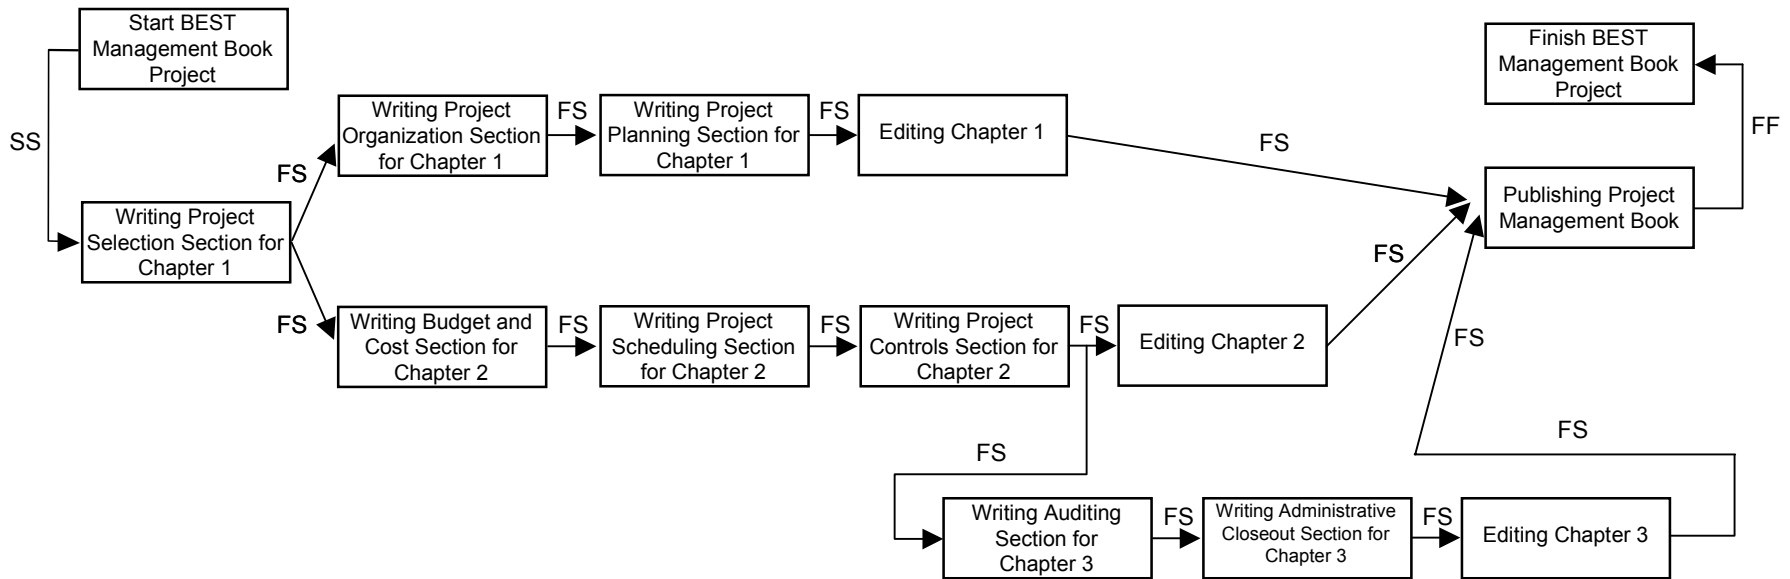 Start BEST
Management Book
Project
SS
Writing Project
Selection Section for
Chapter 1
FS
FS
Writing Project
Organization Section
for Chapter 1
FS
Writing Project
Planning Section for
Chapter 1
FS
Editing Chapter 1
FS
Finish BEST
Management Book
Project
FF
Publishing Project
Management Book
Writing Budget and
Cost Section for
Chapter 2
FS
Writing Project
Scheduling Section
for Chapter 2
FS
Writing Project
Controls Section for
Chapter 2
FS
Editing Chapter 2
FS
FS
Writing Auditing
Section for
Chapter 3
FS
Writing Administrative
Closeout Section for
Chapter 3
FS
Editing Chapter 3
FS
FS